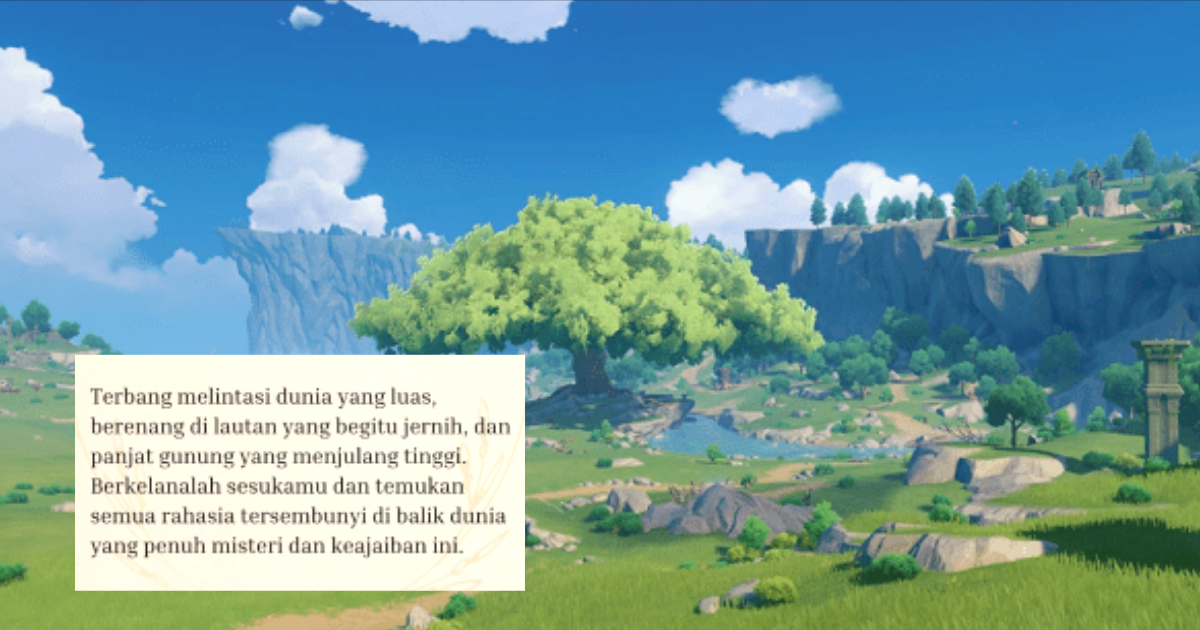 Terbang melintasi dunia yang luas,
berenang di lautan yang begitu jernih, dan
panjat gunung yang menjulang tinggi.
Berkelanalah sesukamu dan temukan
semua rahasia tersembunyi di balik dunia
yang penuh misteri dan keajaiban ini.